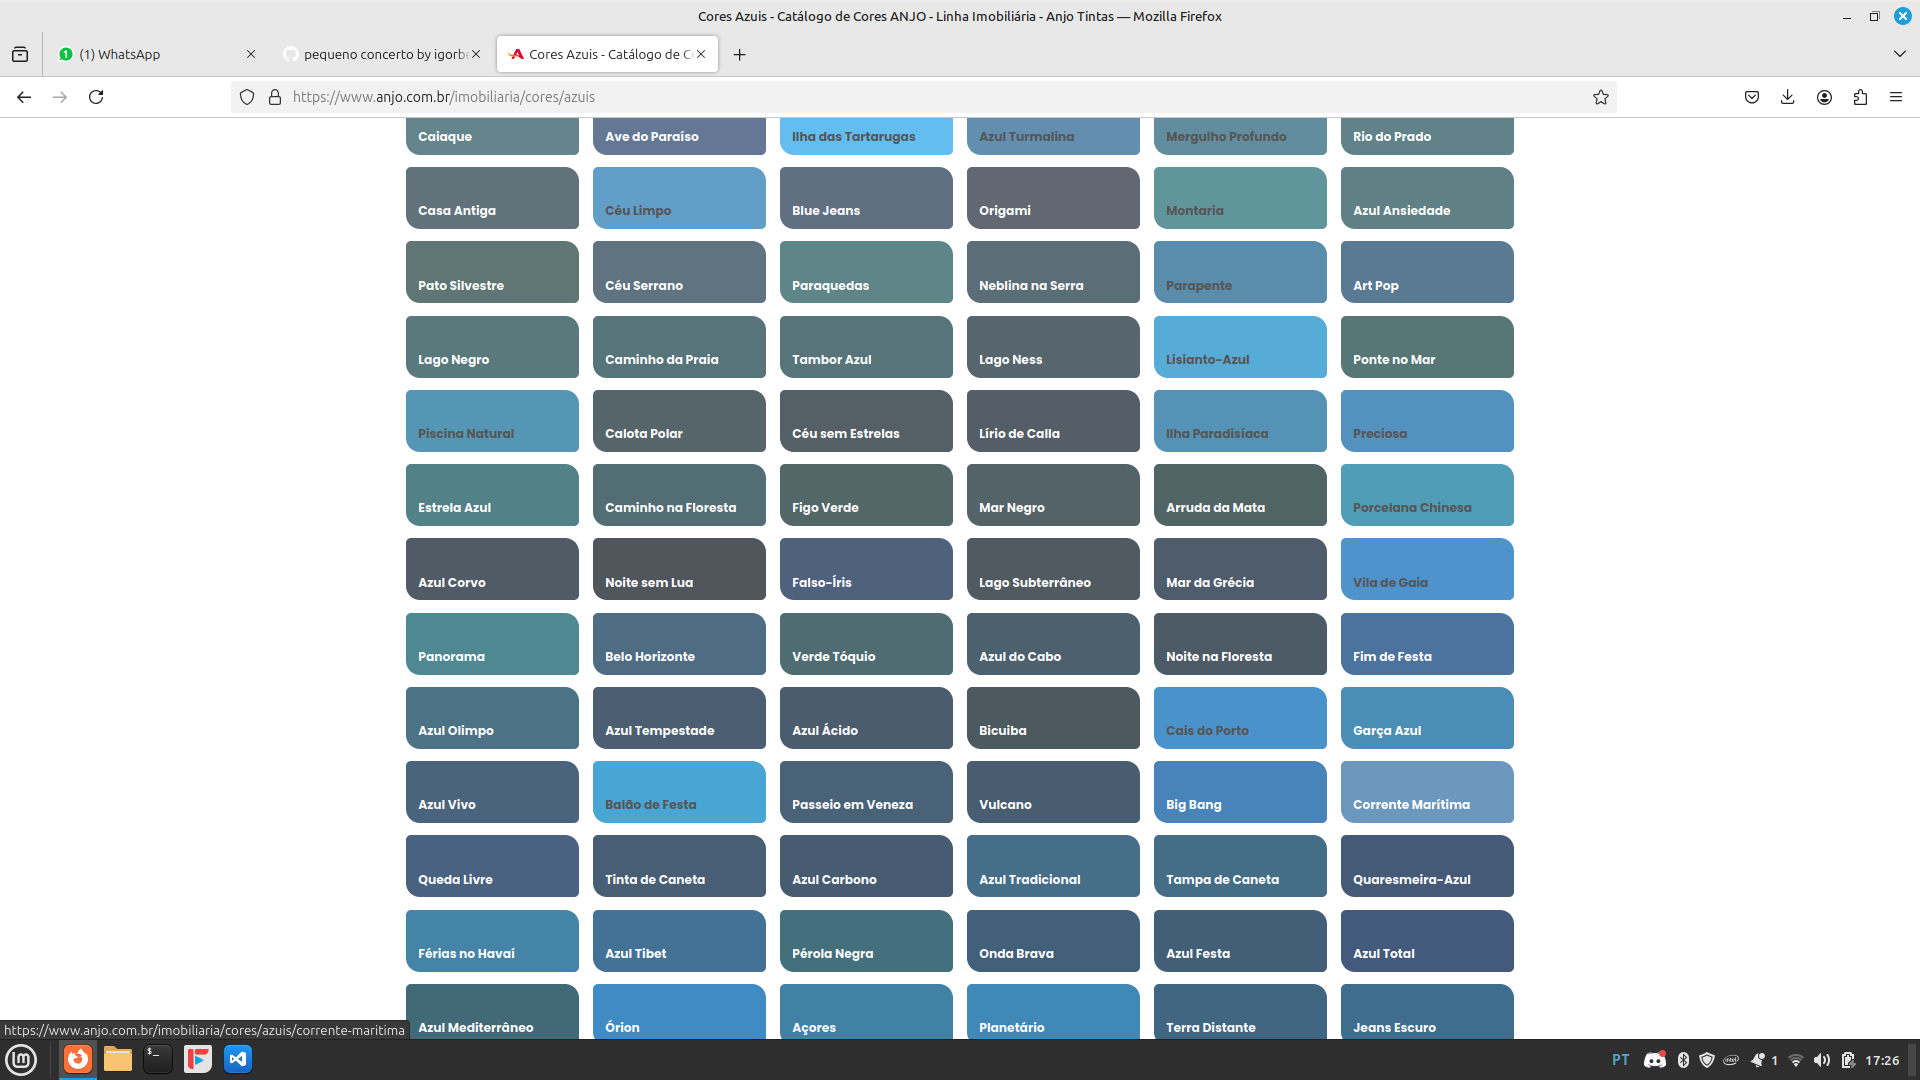 Cores Azuis - Catálogo de Cores ANJO - Linha Imobiliária - Anjo Tintas — Mozilla Firefox
(1) WhatsApp
pequeno concerto by igorb
Cores Azuis - Catálogo de C
https://www.anjo.com.br/imobiliaria/cores/azuis
Caiaque
Ave do Paraíso
Ilha das Tartarugas
Azul Turmalina
Mergulho Profundo
Rio do Prado
Casa Antiga
Céu Limpo
Blue Jeans
Origami
Montaria
Azul Ansiedade
Pato Silvestre
Céu Serrano
Paraquedas
Neblina na Serra
Parapente
Art Pop
Lago Negro
Caminho da Praia
Tambor Azul
Lago Ness
Lisianto-Azul
Ponte no Mar
Piscina Natural
Calota Polar
Céu sem Estrelas
Lírio de Calla
Ilha Paradisíaca
Preciosa
Estrela Azul
Caminho na Floresta
Figo Verde
Mar Negro
Arruda da Mata
Porcelana Chinesa
Azul Corvo
Noite sem Lua
Falso-Íris
Lago Subterrâneo
Mar da Grécia
Vila de Gaia
Panorama
Belo Horizonte
Verde Tóquio
Azul do Cabo
Noite na Floresta
Fim de Festa
Azul Olimpo
Azul Tempestade
Azul Ácido
Bicuiba
Cais do Porto
Garça Azul
Azul Vivo
Balão de Festa
Passeio em Veneza
Vulcano
Big Bang
Corrente Marítima
Queda Livre
Tinta de Caneta
Azul Carbono
Azul Tradicional
Tampa de Caneta
Quaresmeira-Azul
Férias no Havaí
Azul Tibet
Pérola Negra
Onda Brava
Azul Festa
Azul Total
Azul Mediterrâneo
Órion
Açores
Planetário
Terra Distante
Jeans Escuro
https://www.anjo.com.br/imobiliaria/cores/azuis/corrente-maritima
PT
1
17:26